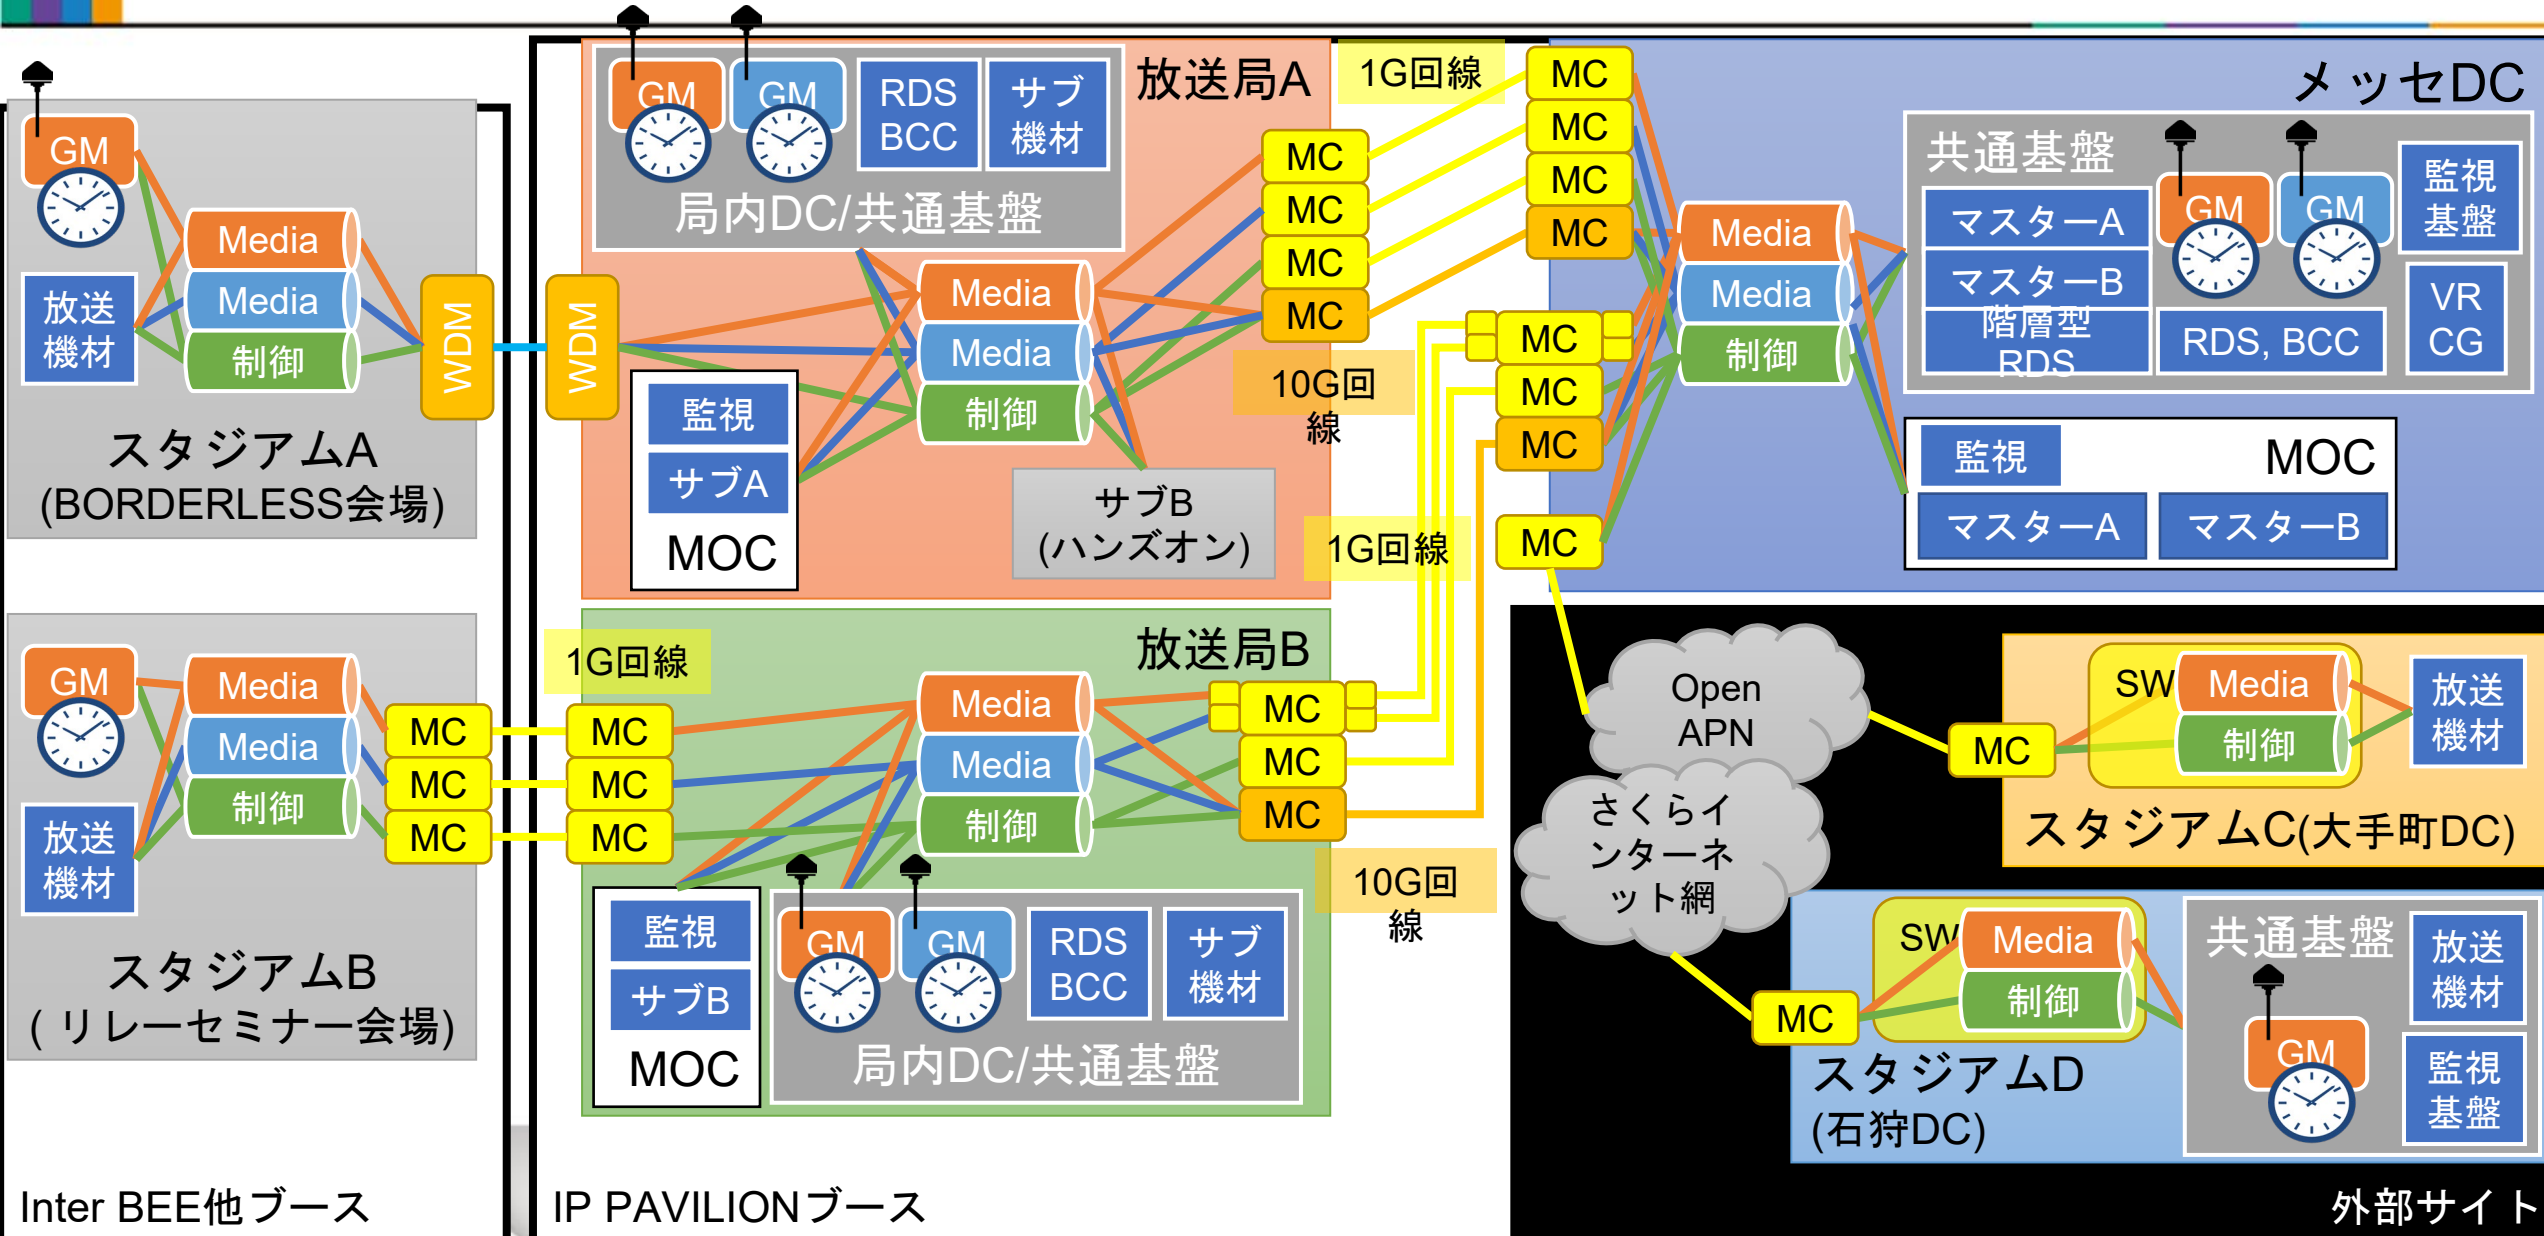 GM
放送
機材
Media
Media
制御
WDM
スタジアムA
(BORDERLESS会場)
GM
放送
機材
Media
Media
制御
MC
MC
MC
スタジアムB
( リレーセミナー会場)
Inter BEE他ブース
放送局A
GM
GM
RDS
BCC
サブ
機材
局内DC/共通基盤
WDM
Media
Media
制御
監視
サブA
MOC
サブB
(ハンズオン)
MC
MC
MC
MC
1G回線
10G回
線
1G回線
放送局B
1G回線
MC
MC
MC
Media
Media
制御
MC
MC
MC
監視
サブB
MOC
GM
GM
RDS
BCC
サブ
機材
局内DC/共通基盤
10G回
線
IP PAVILIONブース
メッセDC
MC
MC
MC
MC
MC
MC
MC
MC
Media
Media
制御
共通基盤
マスターA
マスターB
階層型
RDS
GM
GM
RDS, BCC
監視
基盤
VR
CG
監視
MOC
マスターA
マスターB
Open
APN
さくらイ
ンターネ
ット網
MC
SW
Media
制御
放送
機材
スタジアムC(大手町DC)
MC
SW
Media
制御
スタジアムD
(石狩DC)
共通基盤
GM
放送
機材
監視
基盤
外部サイト